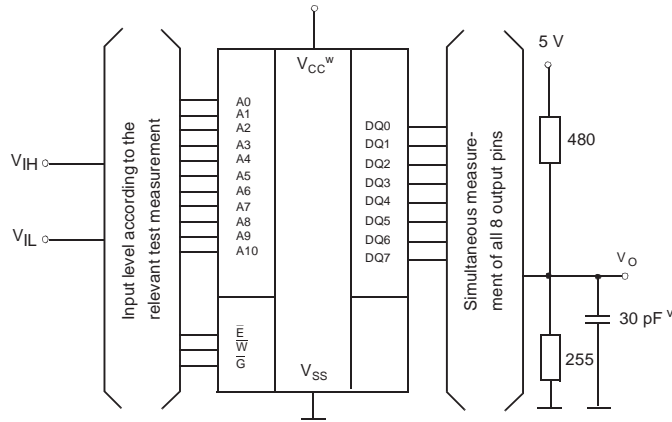 5 V
V_CC^w
A0
A1
A2
A3
A4
A5
A6
A7
A8
A9
A10
E̅
W̅
G̅
V_SS
DQ0
DQ1
DQ2
DQ3
DQ4
DQ5
DQ6
DQ7
V_IH
V_IL
Input level according to the
relevant test measurement
Simultaneous measure-
ment of all 8 output pins
480
V_O
30 pF^v
255